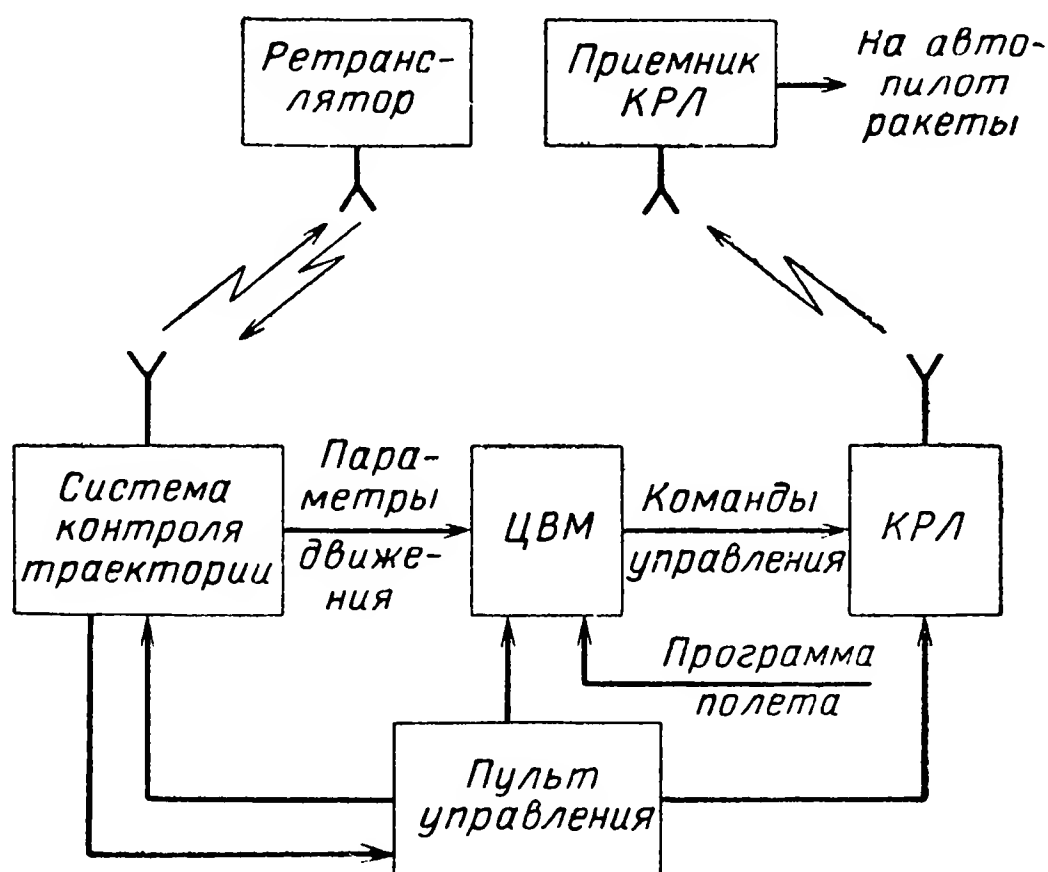 Ретранс-
лятор
Приемник
КРЛ
На авто-
пилот
ракеты
Система
контроля
траектории
Пара-
метры
движе-
ния
ЦВМ
Команды
управления
КРЛ
Программа
полета
Пульт
управления